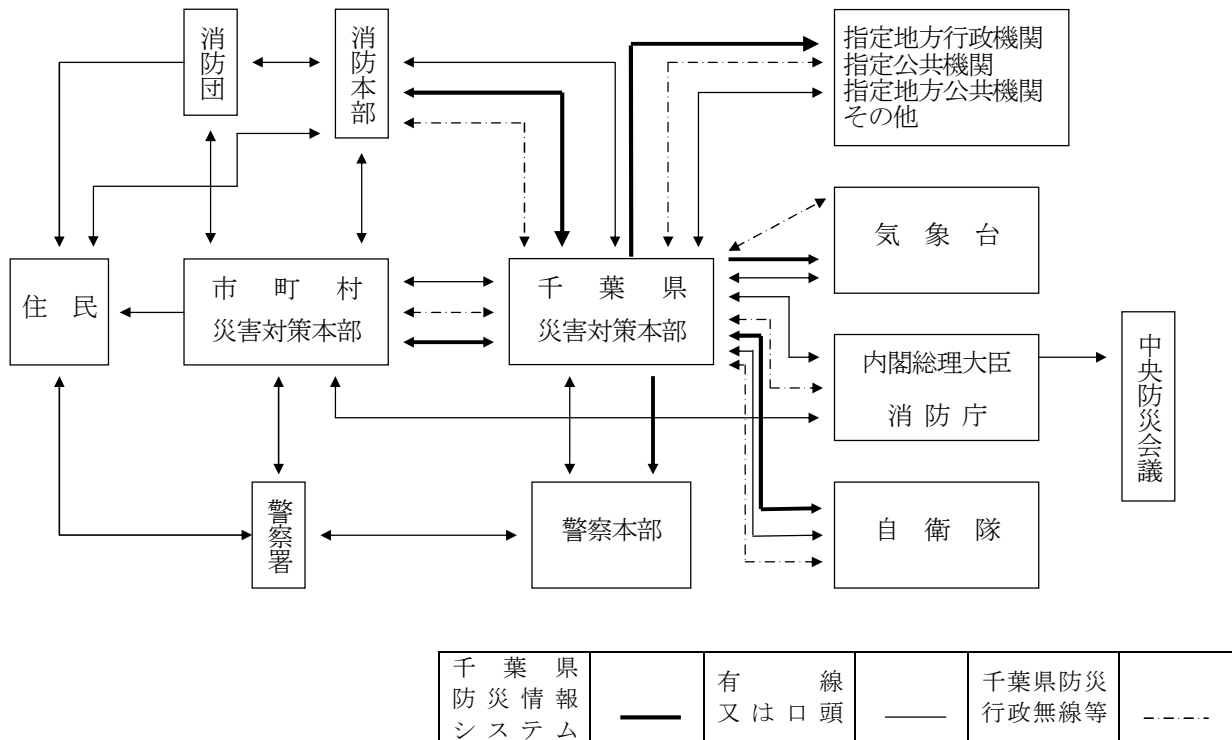 消防団
消防本部
指定地方行政機関
指定公共機関
指定地方公共機関
その他
気象台
住民
市町村
災害対策本部
千葉県
災害対策本部
内閣総理大臣
消防庁
中央防災会議
警察署
警察本部
自衛隊
千葉県
防災情報
システム
有線
又は口頭
千葉県防災
行政無線等